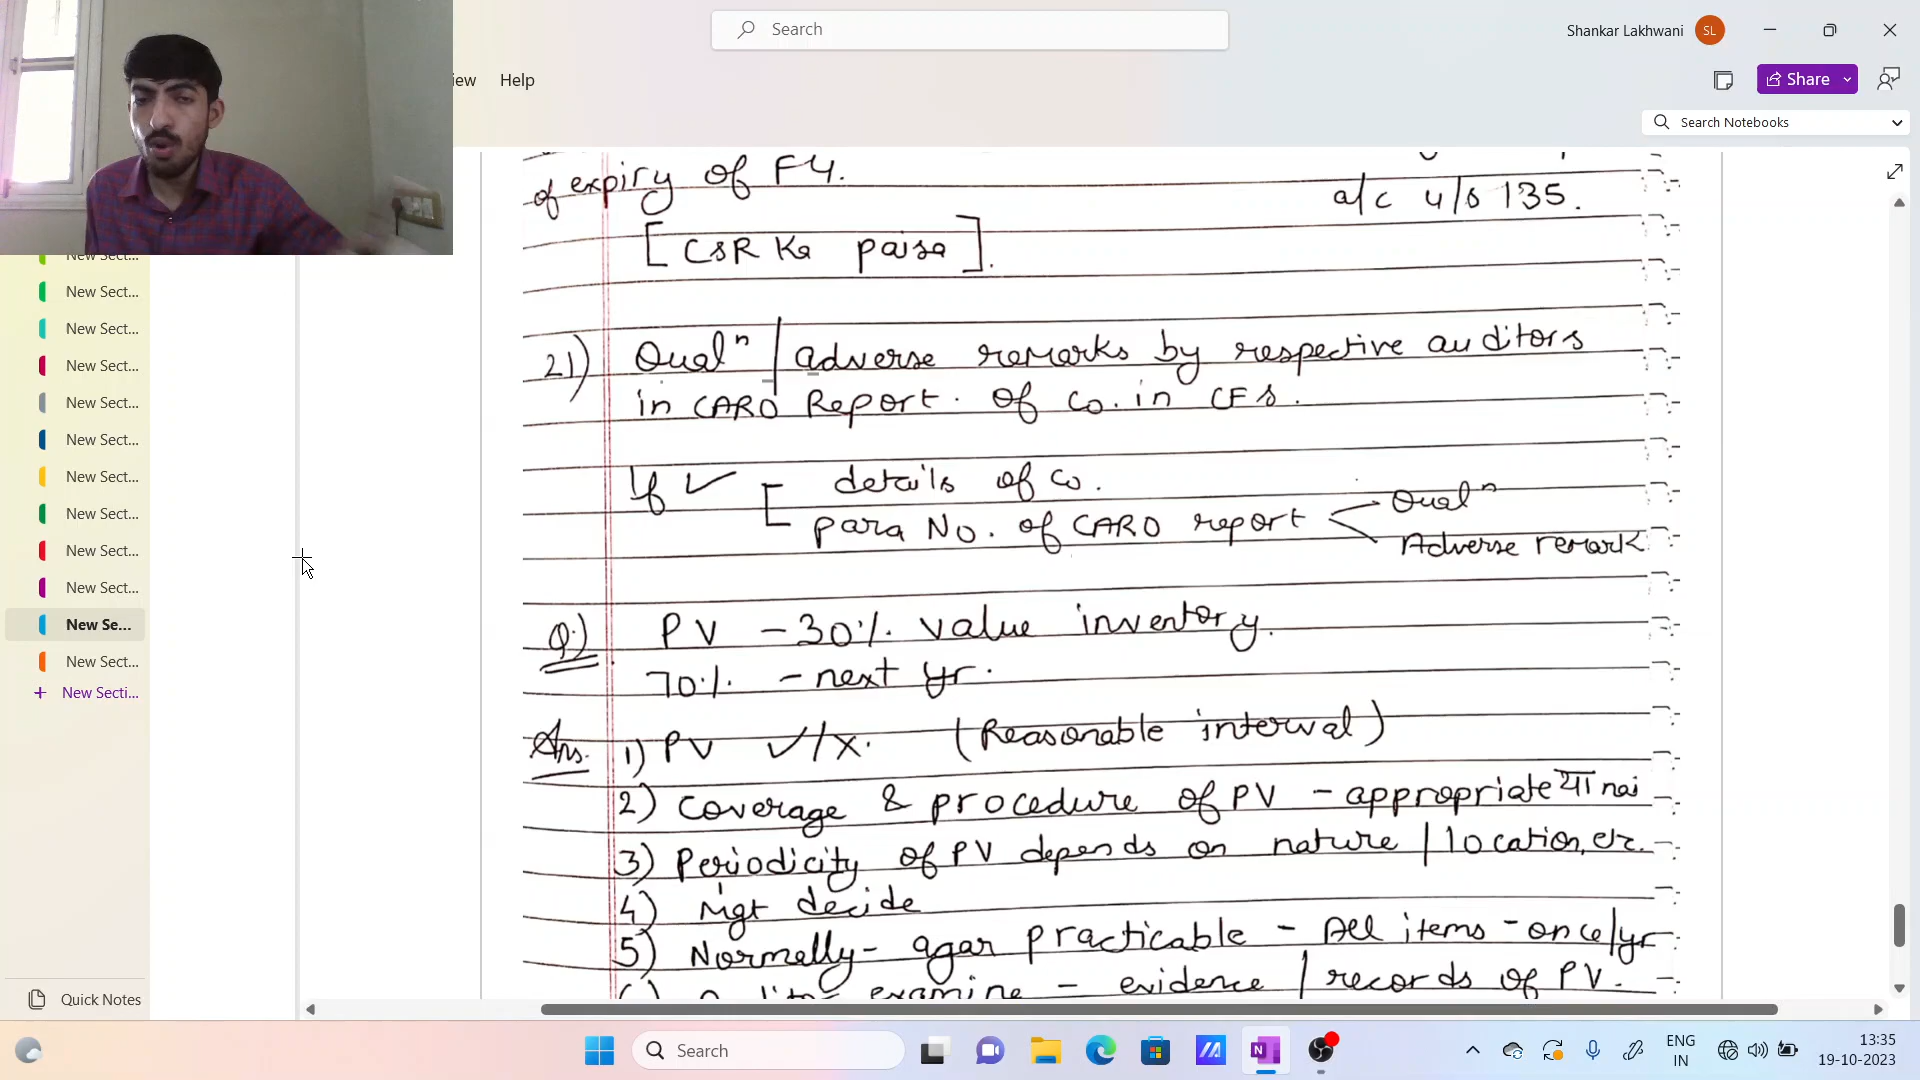 Search
Shankar Lakhwani
SL
iew
Help
Share
Search Notebooks
of expiry of F4.
a/c u/s 135.
[CSR Ka paisa].
21) Qualⁿ / adverse remarks by respective auditors
in CARO Report. of Co. in CFS.
If ✓ [ details of co.
para No. of CARO report < Qualⁿ
Adverse remark
Q.) PV - 30% value inventory.
70% - next yr.
Ans. 1) PV ✓/x. (Reasonable interval)
2) Coverage & procedure of PV - appropriate या nai
3) Periodicity of PV depends on nature / location, etc.
4) Mgt decide
5) Normally - agar practicable - All items - once/yr
examine - evidence / records of PV.
New Sect...
New Sect...
New Sect...
New Sect...
New Sect...
New Sect...
New Sect...
New Sect...
New Sect...
New Sect...
New Se...
New Sect...
+ New Secti...
Quick Notes
Search
ENG
IN
13:35
19-10-2023